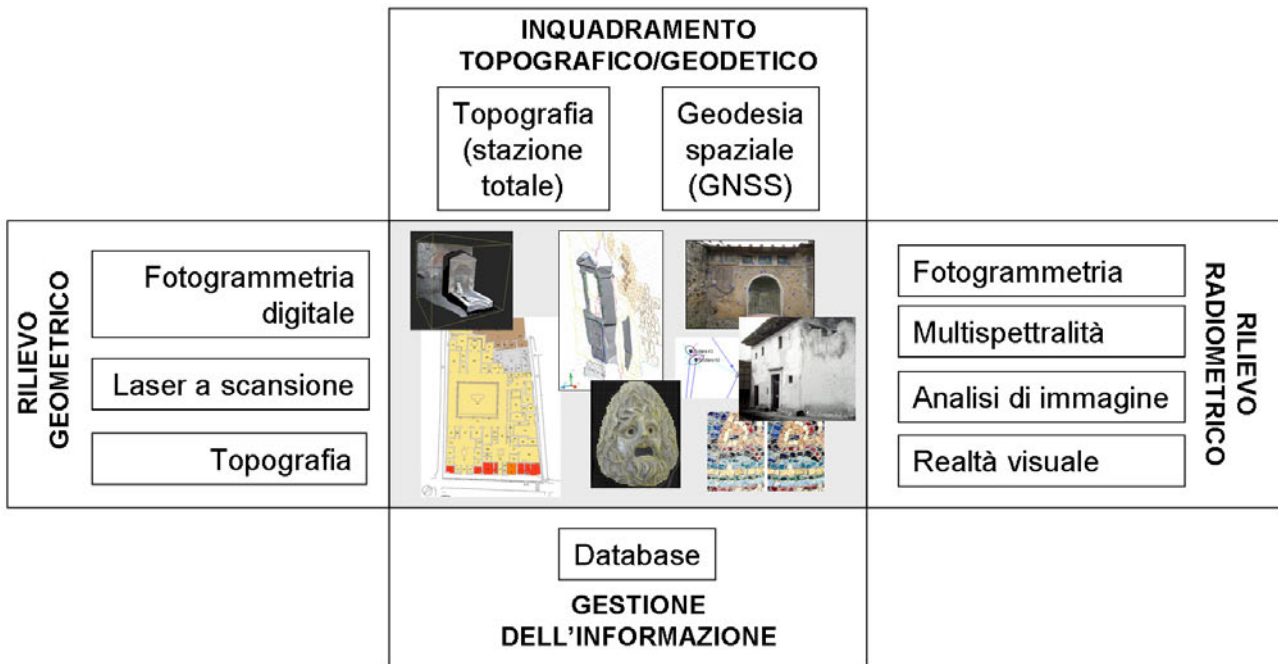 INQUADRAMENTO
TOPOGRAFICO/GEODETICO
Topografia
(stazione
totale)
Geodesia
spaziale
(GNSS)
RILIEVO
GEOMETRICO
Fotogrammetria
digitale
Laser a scansione
Topografia
Fotogrammetria
Multispettralità
Analisi di immagine
Realtà visuale
RILIEVO
RADIOMETRICO
Database
GESTIONE
DELL'INFORMAZIONE